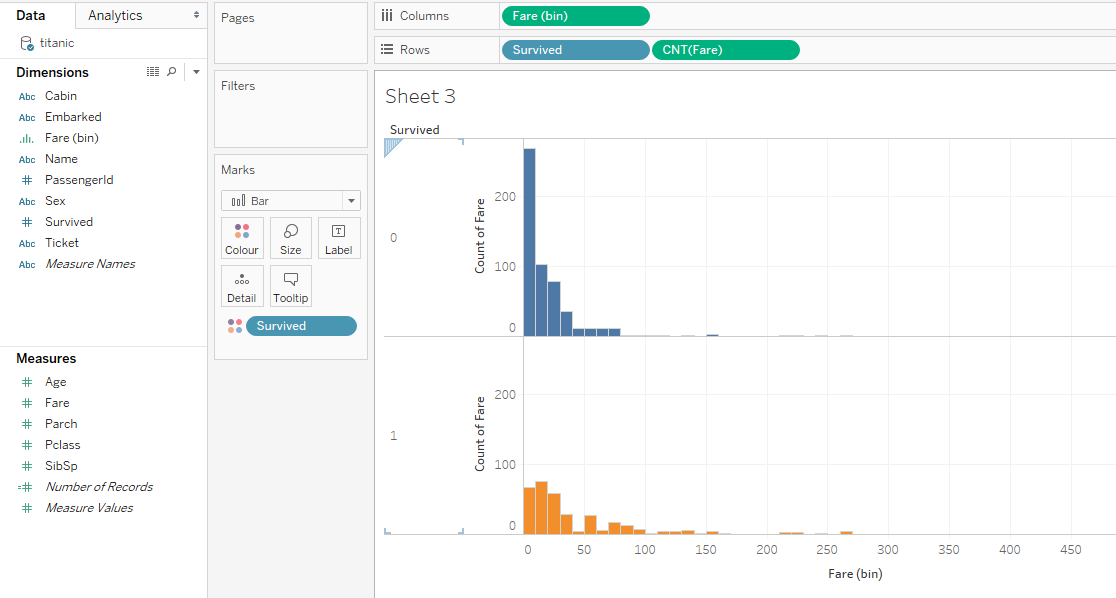 Data
Analytics
titanic
Dimensions
Abc Cabin
Abc Embarked
Fare (bin)
Abc Name
# PassengerId
Abc Sex
# Survived
Abc Ticket
Abc Measure Names
Measures
# Age
# Fare
# Parch
# Pclass
# SibSp
=# Number of Records
# Measure Values
Pages
Filters
Marks
Bar
Colour
Size
T
Label
Detail
Tooltip
Survived
Columns
Fare (bin)
Rows
Survived
CNT(Fare)
Sheet 3
Survived
0
Count of Fare
200
100
0
1
Count of Fare
200
100
0
0 50 100 150 200 250 300 350 400 450
Fare (bin)